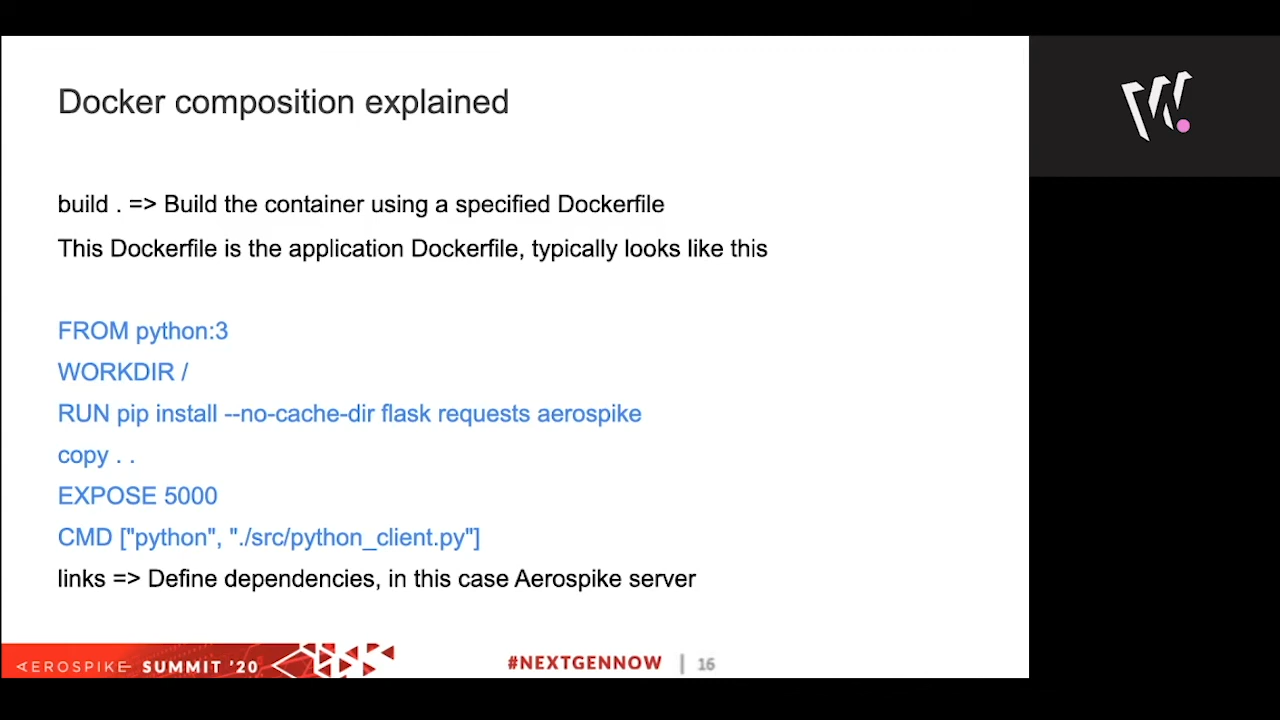 Docker composition explained
build . => Build the container using a specified Dockerfile
This Dockerfile is the application Dockerfile, typically looks like this
FROM python:3
WORKDIR /
RUN pip install --no-cache-dir flask requests aerospike
copy . .
EXPOSE 5000
CMD ["python", "./src/python_client.py"]
links => Define dependencies, in this case Aerospike server
AEROSPIKE SUMMIT '20
#NEXTGENNOW | 16
W.